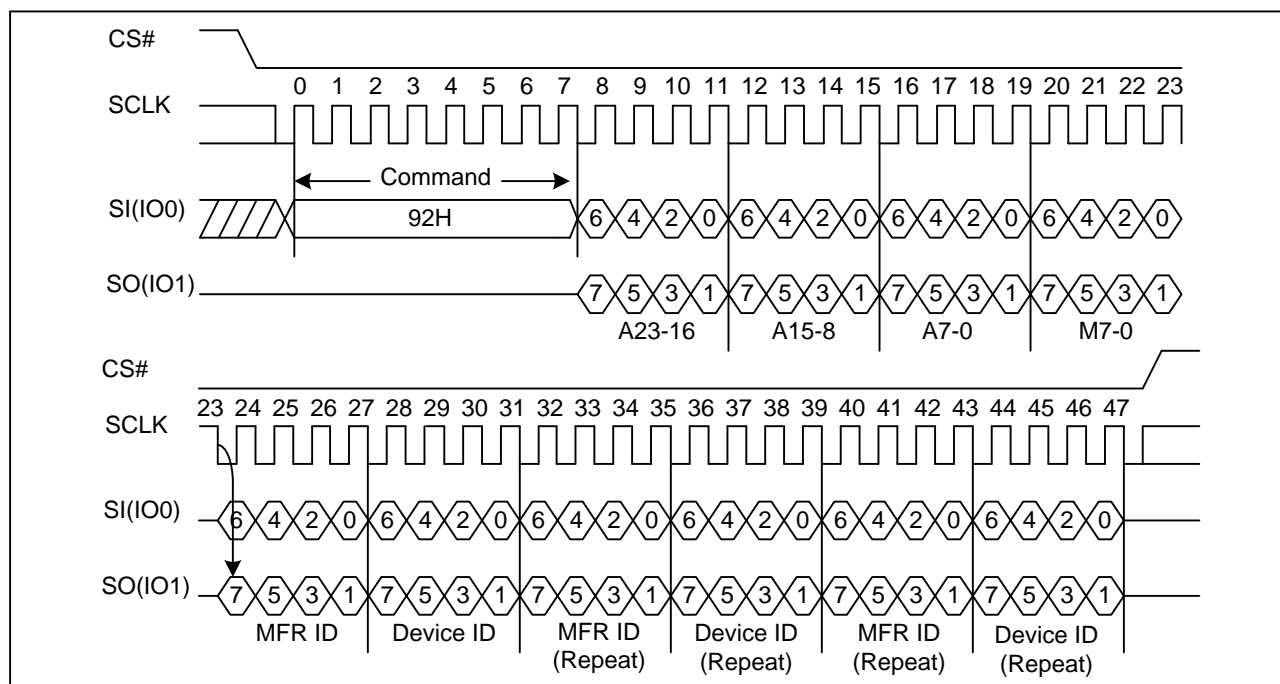 CS#
0 1 2 3 4 5 6 7 8 9 10 11 12 13 14 15 16 17 18 19 20 21 22 23
SCLK
Command
SI(IO0)
92H
6 4 2 0 6 4 2 0 6 4 2 0 6 4 2 0
SO(IO1)
7 5 3 1 7 5 3 1 7 5 3 1 7 5 3 1
A23-16 A15-8 A7-0 M7-0
CS#
23 24 25 26 27 28 29 30 31 32 33 34 35 36 37 38 39 40 41 42 43 44 45 46 47
SCLK
SI(IO0)
6 4 2 0 6 4 2 0 6 4 2 0 6 4 2 0 6 4 2 0 6 4 2 0
SO(IO1)
7 5 3 1 7 5 3 1 7 5 3 1 7 5 3 1 7 5 3 1 7 5 3 1
MFR ID Device ID MFR ID Device ID MFR ID Device ID
(Repeat) (Repeat) (Repeat) (Repeat)